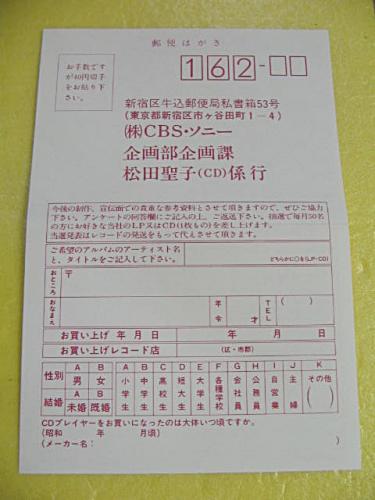 郵便はがき
お手数です
が40円切手
をお貼り下
さい。
162-
新宿区牛込郵便局私書箱53号
(東京都新宿区市ヶ谷田町1-4)
㈱CBS・ソニー
企画部企画課
松田聖子(CD)係行
今後の制作、宣伝面での貴重な参考資料とさせて頂きますので、ぜひご協力
下さい。アンケートの回答欄にご記入の上、ご返送下さい。抽選で毎月50名
の方にお好きな当社のLP又はCD(1枚もの)を差し上げます。
当選発表はレコードの発送をもって代えさせて頂きます。
ご希望のアルバムのアーティスト名
と、タイトルをご記入して下さい。
どちらかに○をLP・CD
おところ 〒
おなまえ 年令 才 TEL ( )
お買い上げ 年 月 日 年 月 日
お買い上げレコード店 (区・市郡)
性別 A 男 B 女
結婚 A 未婚 B 既婚
A 小学生 B 中学生 C 高校生 D 短大生 E 大学生 F 各種学校 G 会社員 H 公務員 I 自営業 J 主婦 K その他 ( )
CDプレイヤーをお買いになったのは大体いつ頃ですか。
(昭和 年 月頃)
(メーカー名: )